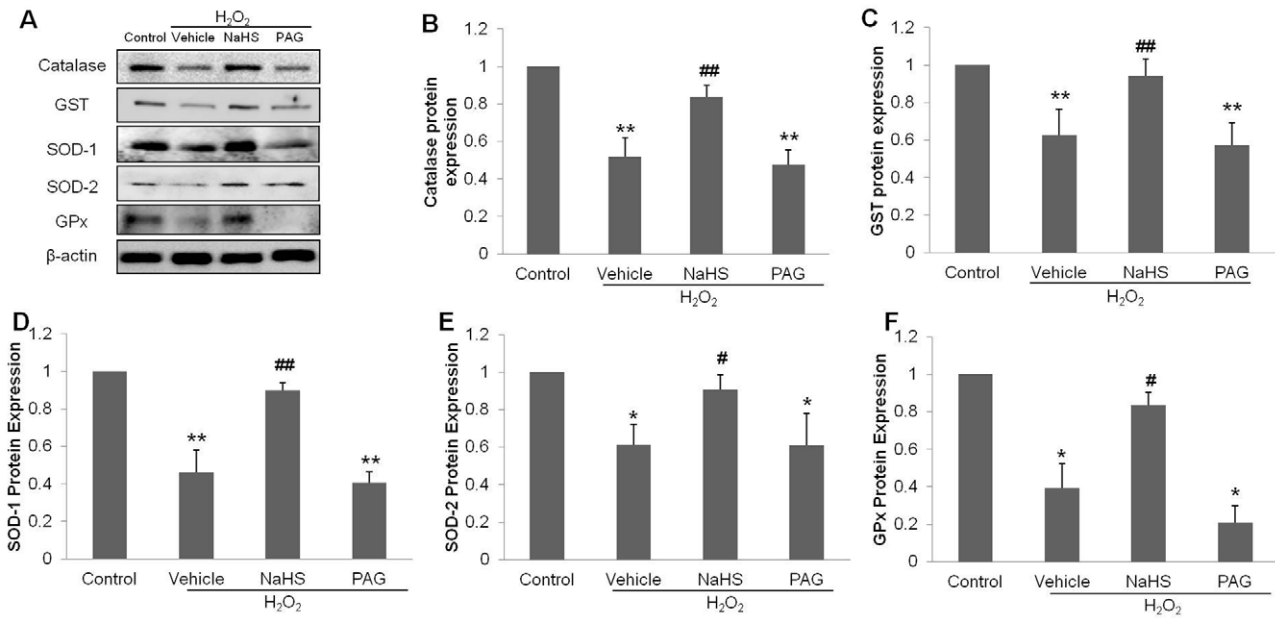 A
H₂O₂
Control Vehicle NaHS PAG
Catalase
GST
SOD-1
SOD-2
GPx
β-actin
B
Catalase protein
expression
1.2
1
0.8
0.6
0.4
0.2
0
**
##
**
Control Vehicle NaHS PAG
H₂O₂
C
GST protein expression
1.2
1
0.8
0.6
0.4
0.2
0
**
##
**
Control Vehicle NaHS PAG
H₂O₂
D
SOD-1 Protein Expression
1.2
1
0.8
0.6
0.4
0.2
0
**
##
**
Control Vehicle NaHS PAG
H₂O₂
E
SOD-2 Protein Expression
1.2
1
0.8
0.6
0.4
0.2
0
*
#
*
Control Vehicle NaHS PAG
H₂O₂
F
GPx Protein Expression
1.2
1
0.8
0.6
0.4
0.2
0
*
#
*
Control Vehicle NaHS PAG
H₂O₂